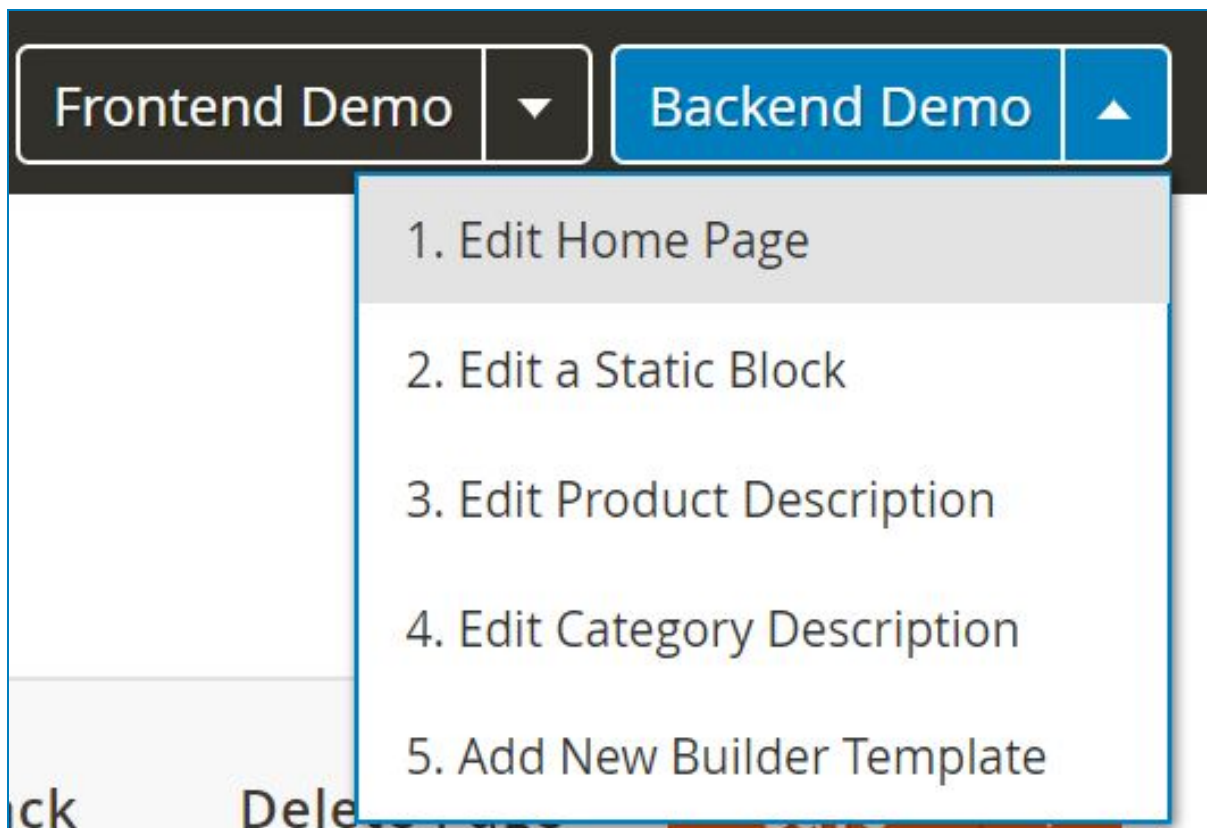 Frontend Demo
Backend Demo
1. Edit Home Page
2. Edit a Static Block
3. Edit Product Description
4. Edit Category Description
5. Add New Builder Template